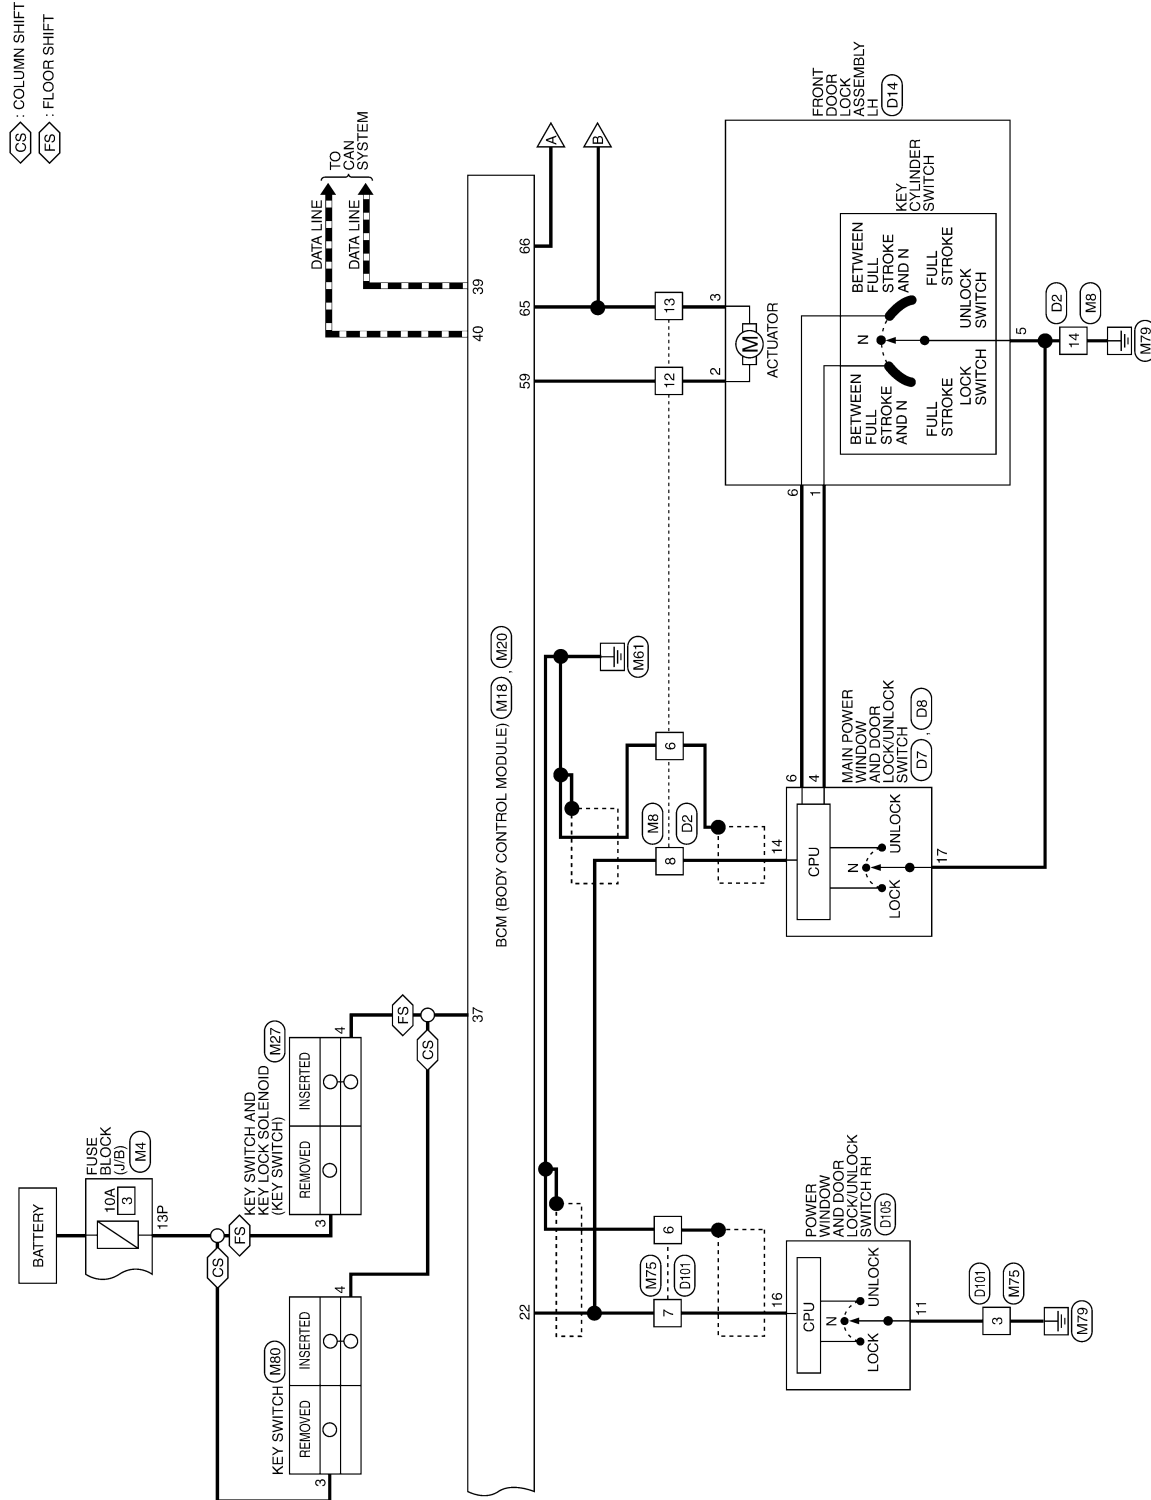 CS : COLUMN SHIFT
FS : FLOOR SHIFT
BATTERY
FUSE
BLOCK
(J/B)
M4
10A
3
13P
CS
FS
KEY SWITCH
M80
REMOVED
INSERTED
3
4
KEY SWITCH AND
KEY LOCK SOLENOID
(KEY SWITCH)
M27
REMOVED
INSERTED
3
4
FS
CS
DATA LINE
DATA LINE
TO
CAN
SYSTEM
37
40
39
BCM (BODY CONTROL MODULE) M18 , M20
22
59
65
66
A
B
M61
7
6
M75
D101
8
6
M8
D2
12
13
16
14
2
3
POWER
WINDOW
AND DOOR
LOCK/UNLOCK
SWITCH RH
D105
CPU
N
LOCK
UNLOCK
11
3
D101
M75
M79
MAIN POWER
WINDOW
AND DOOR
LOCK/UNLOCK
SWITCH
D7 , D8
CPU
N
LOCK
UNLOCK
6
4
17
FRONT
DOOR
LOCK
ASSEMBLY
LH
D14
6
1
M
ACTUATOR
KEY
CYLINDER
SWITCH
BETWEEN
FULL
STROKE
AND N
FULL
STROKE
LOCK
SWITCH
N
BETWEEN
FULL
STROKE
AND N
FULL
STROKE
UNLOCK
SWITCH
5
14
D2
M8
M79